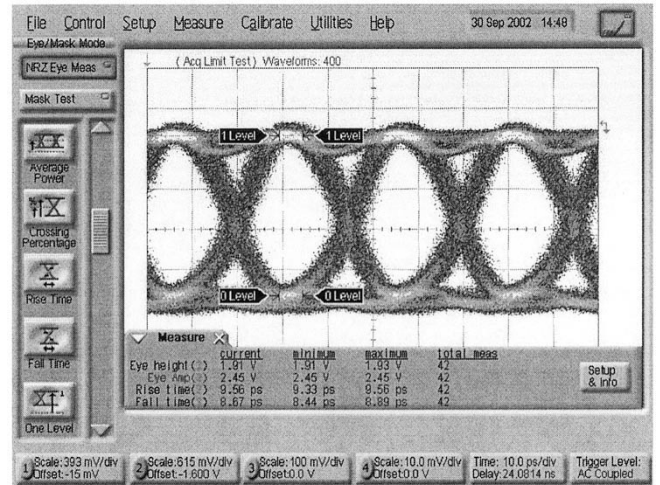 File Control Setup Measure Calibrate Utilities Help 30 Sep 2002 14:48
Eye/Mask Mode
NRZ Eye Meas
Mask Test
Average
Power
Crossing
Percentage
Rise Time
Fall Time
One Level
( Acq Limit Test ) Waveforms: 400
1 Level 1 Level
0 Level 0 Level
Measure
current minimum maximum total meas
Eye height( ) 1.91 V 1.91 V 1.93 V 42
Eye Amp( ) 2.45 V 2.45 V 2.45 V 42
Rise time( ) 9.56 ps 9.33 ps 9.56 ps 42
Fall time( ) 8.67 ps 8.44 ps 8.89 ps 42
Setup
& Info
1 Scale:393 mV/div
Offset:-15 mV
2 Scale:615 mV/div
Offset:-1.600 V
3 Scale:100 mV/div
Offset:0.0 V
4 Scale:10.0 mV/div
Offset:0.0 V
Time: 10.0 ps/div
Delay:24.0814 ns
Trigger Level:
AC Coupled